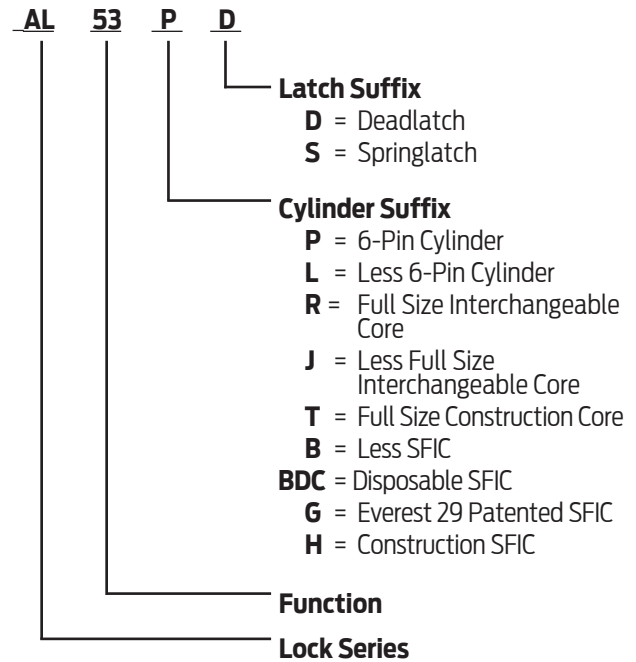 AL 53 P D
Latch Suffix
D = Deadlatch
S = Springlatch
Cylinder Suffix
P = 6-Pin Cylinder
L = Less 6-Pin Cylinder
R = Full Size Interchangeable
Core
J = Less Full Size
Interchangeable Core
T = Full Size Construction Core
B = Less SFIC
BDC = Disposable SFIC
G = Everest 29 Patented SFIC
H = Construction SFIC
Function
Lock Series